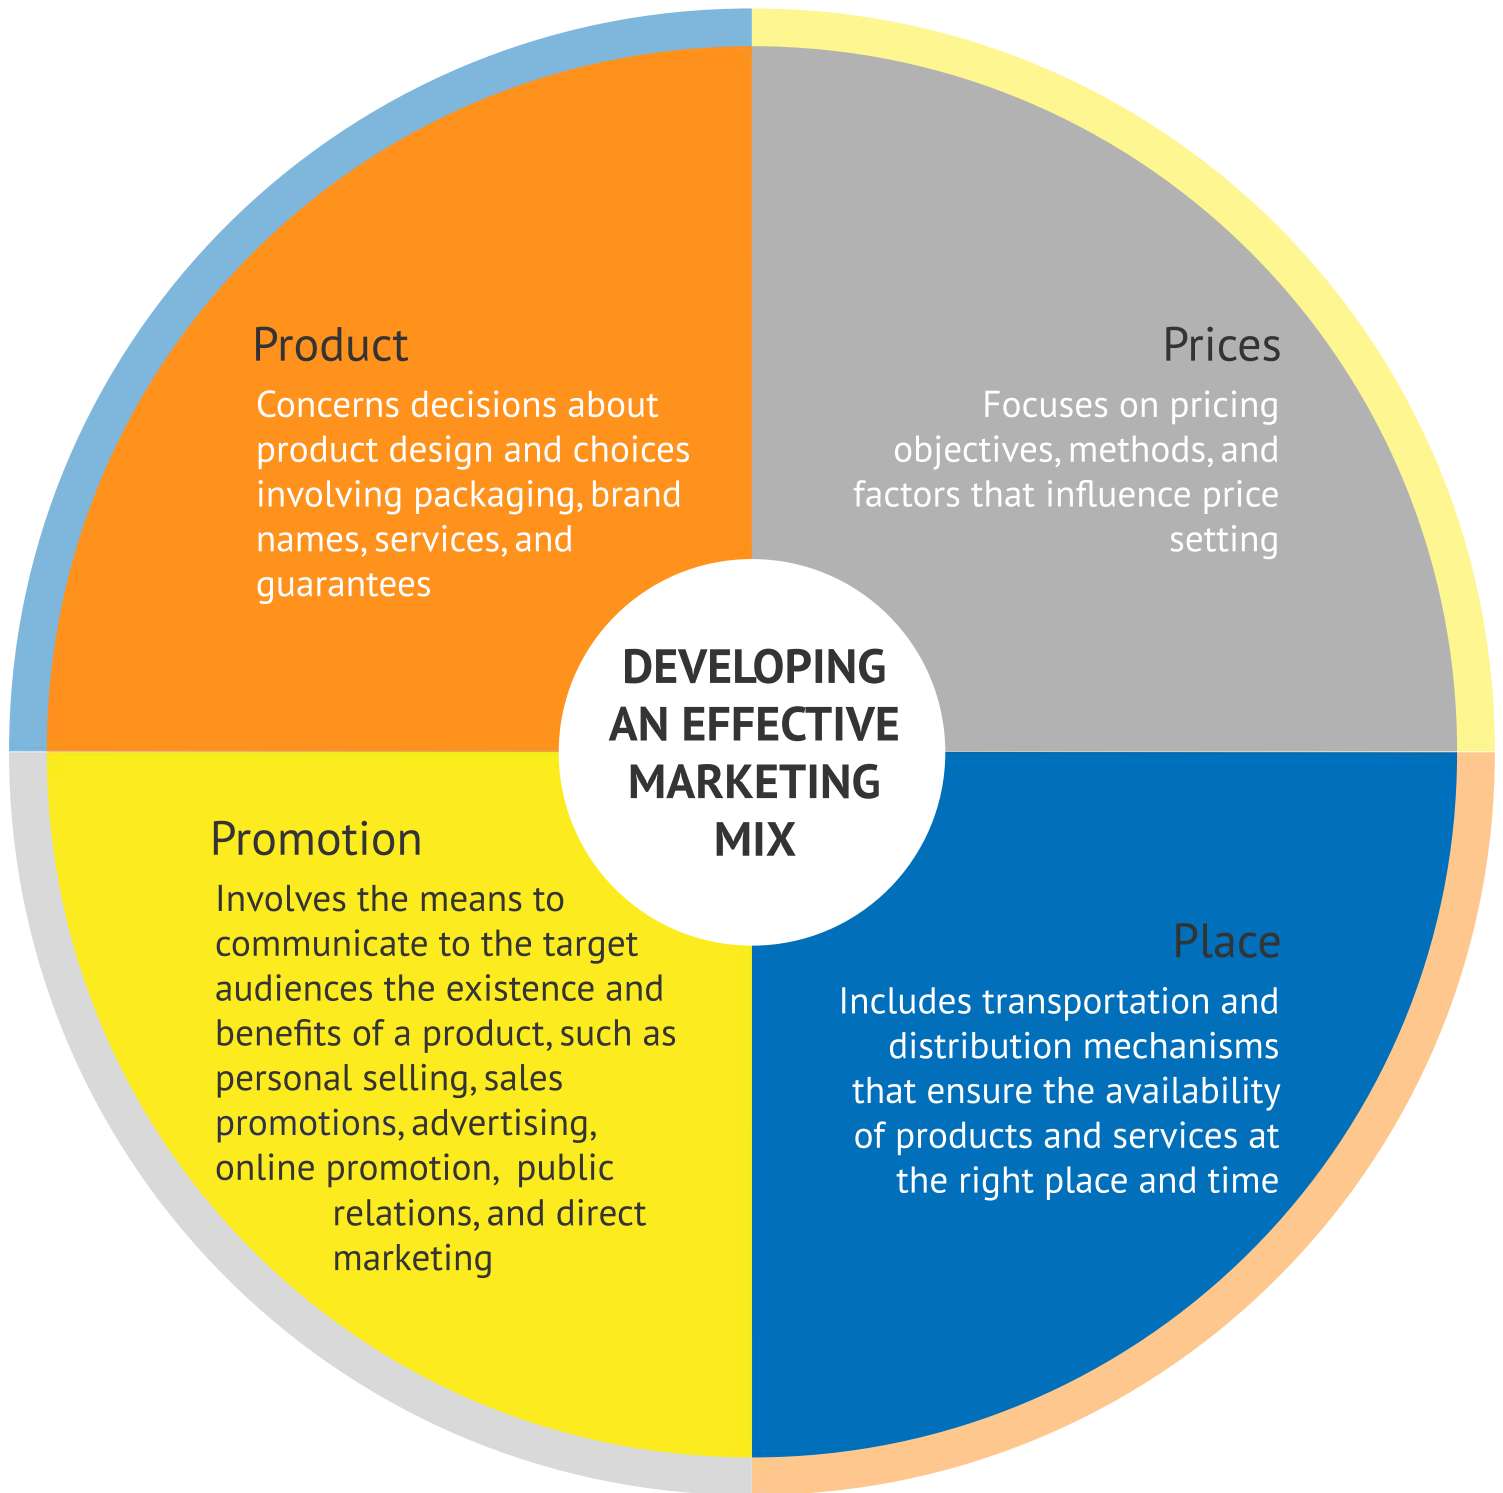 Product
Concerns decisions about
product design and choices
involving packaging, brand
names, services, and
guarantees
Prices
Focuses on pricing
objectives, methods, and
factors that influence price
setting
DEVELOPING
AN EFFECTIVE
MARKETING
MIX
Promotion
Involves the means to
communicate to the target
audiences the existence and
benefits of a product, such as
personal selling, sales
promotions, advertising,
online promotion, public
relations, and direct
marketing
Place
Includes transportation and
distribution mechanisms
that ensure the availability
of products and services at
the right place and time